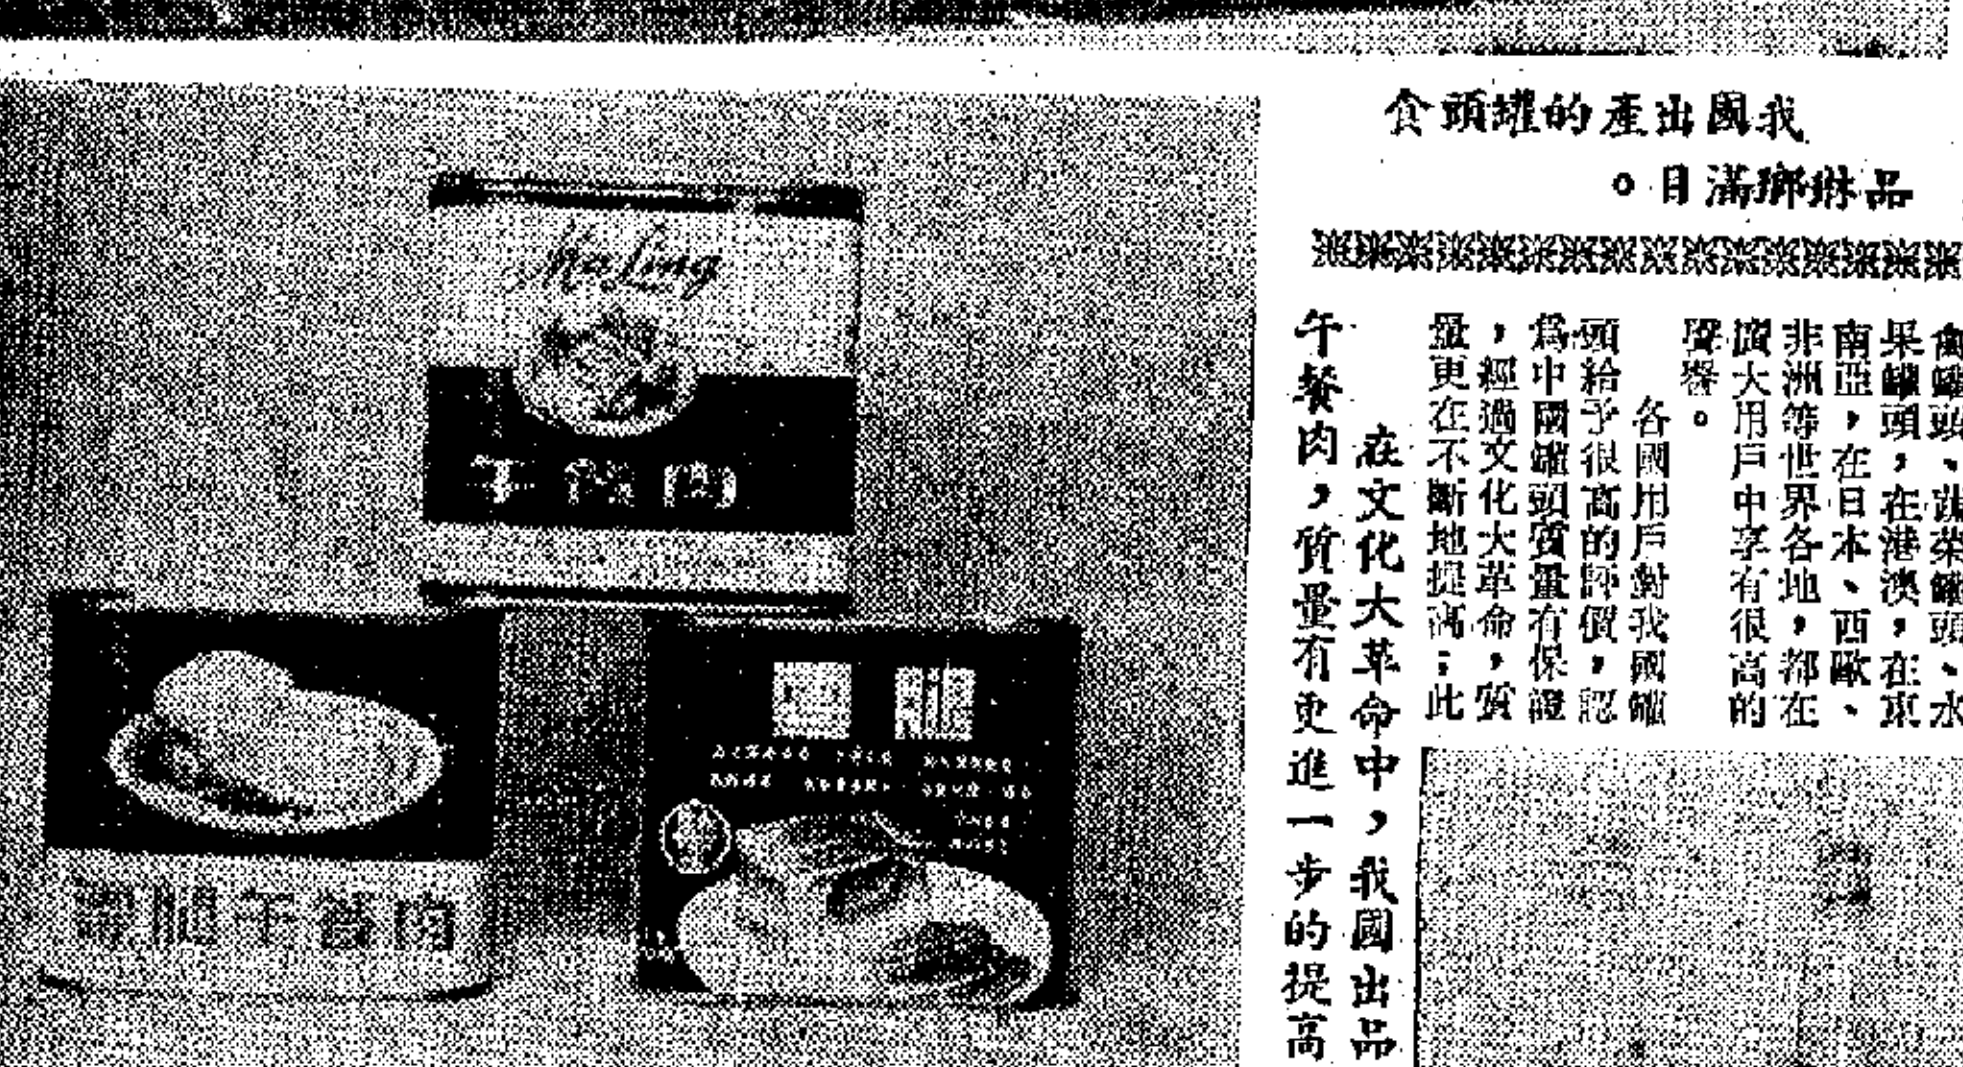 我國出產的罐頭食
品琳瑯滿目。
禽罐頭、蔬菜罐頭、水
果罐頭，在港澳，在東
南亞，在日本、西歐、
非洲等世界各地，都在
廣大用戶中享有很高的
聲譽。
各國用戶對我國罐
頭給予很高的評價，認
爲中國罐頭質量有保證
，經過文化大革命，質
量更在不斷地提高；此
在文化大革命中，我國出品
午餐肉，質量有更進一步的提高
Ma Ling
午餐肉
腿午餐肉